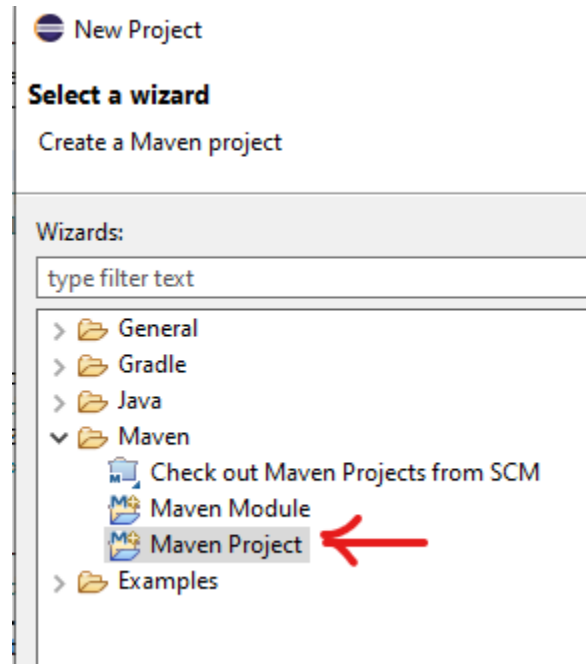 New Project
Select a wizard
Create a Maven project
Wizards:
type filter text
General
Gradle
Java
Maven
Check out Maven Projects from SCM
Maven Module
Maven Project
Examples